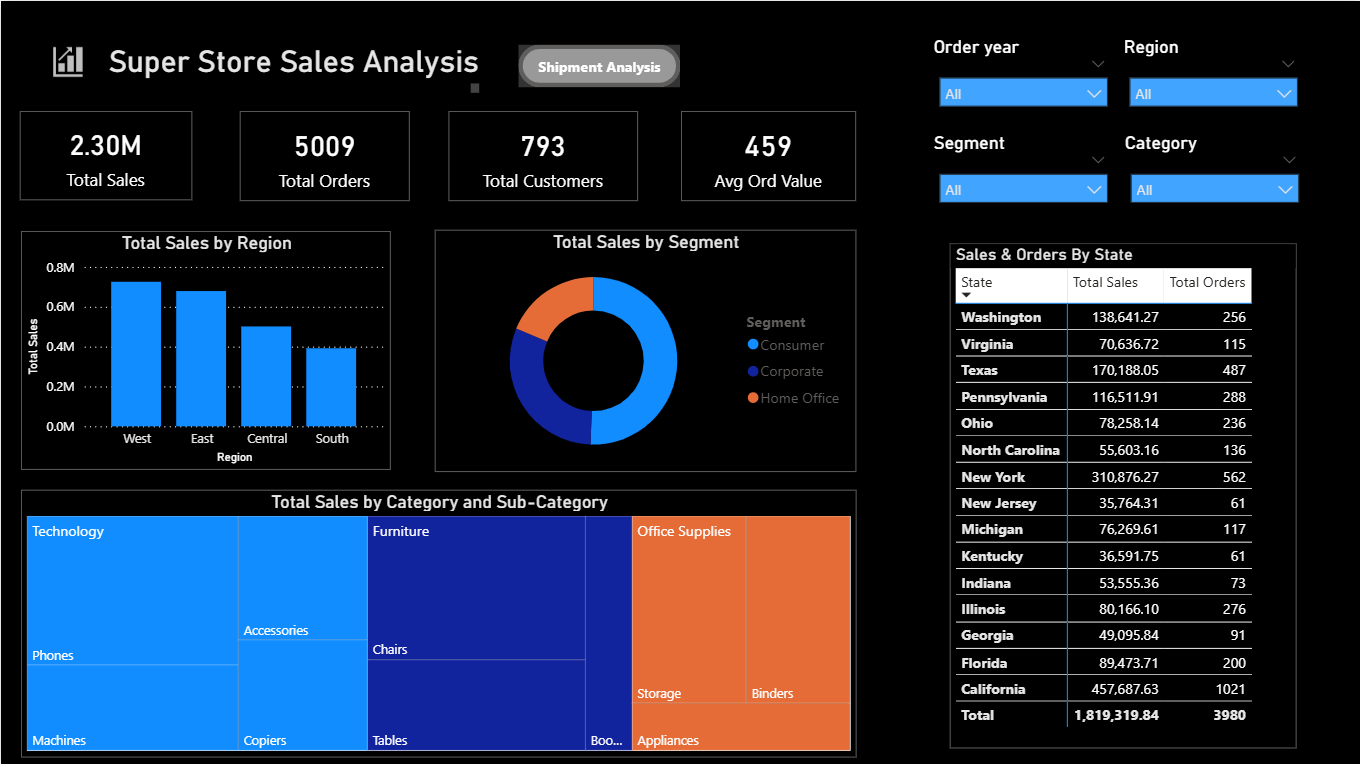 Super Store Sales Analysis
Shipment Analysis
Order year
Region
All
All
Segment
Category
All
All
2.30M
Total Sales
5009
Total Orders
793
Total Customers
459
Avg Ord Value
Total Sales by Region
0.8M
0.6M
0.4M
0.2M
0.0M
Total Sales
West East Central South
Region
Total Sales by Segment
Segment
Consumer
Corporate
Home Office
Total Sales by Category and Sub-Category
Technology
Phones
Machines
Accessories
Copiers
Furniture
Chairs
Tables
Boo...
Office Supplies
Storage
Binders
Appliances
Sales & Orders By State
State Total Sales Total Orders
Washington 138,641.27 256
Virginia 70,636.72 115
Texas 170,188.05 487
Pennsylvania 116,511.91 288
Ohio 78,258.14 236
North Carolina 55,603.16 136
New York 310,876.27 562
New Jersey 35,764.31 61
Michigan 76,269.61 117
Kentucky 36,591.75 61
Indiana 53,555.36 73
Illinois 80,166.10 276
Georgia 49,095.84 91
Florida 89,473.71 200
California 457,687.63 1021
Total 1,819,319.84 3980